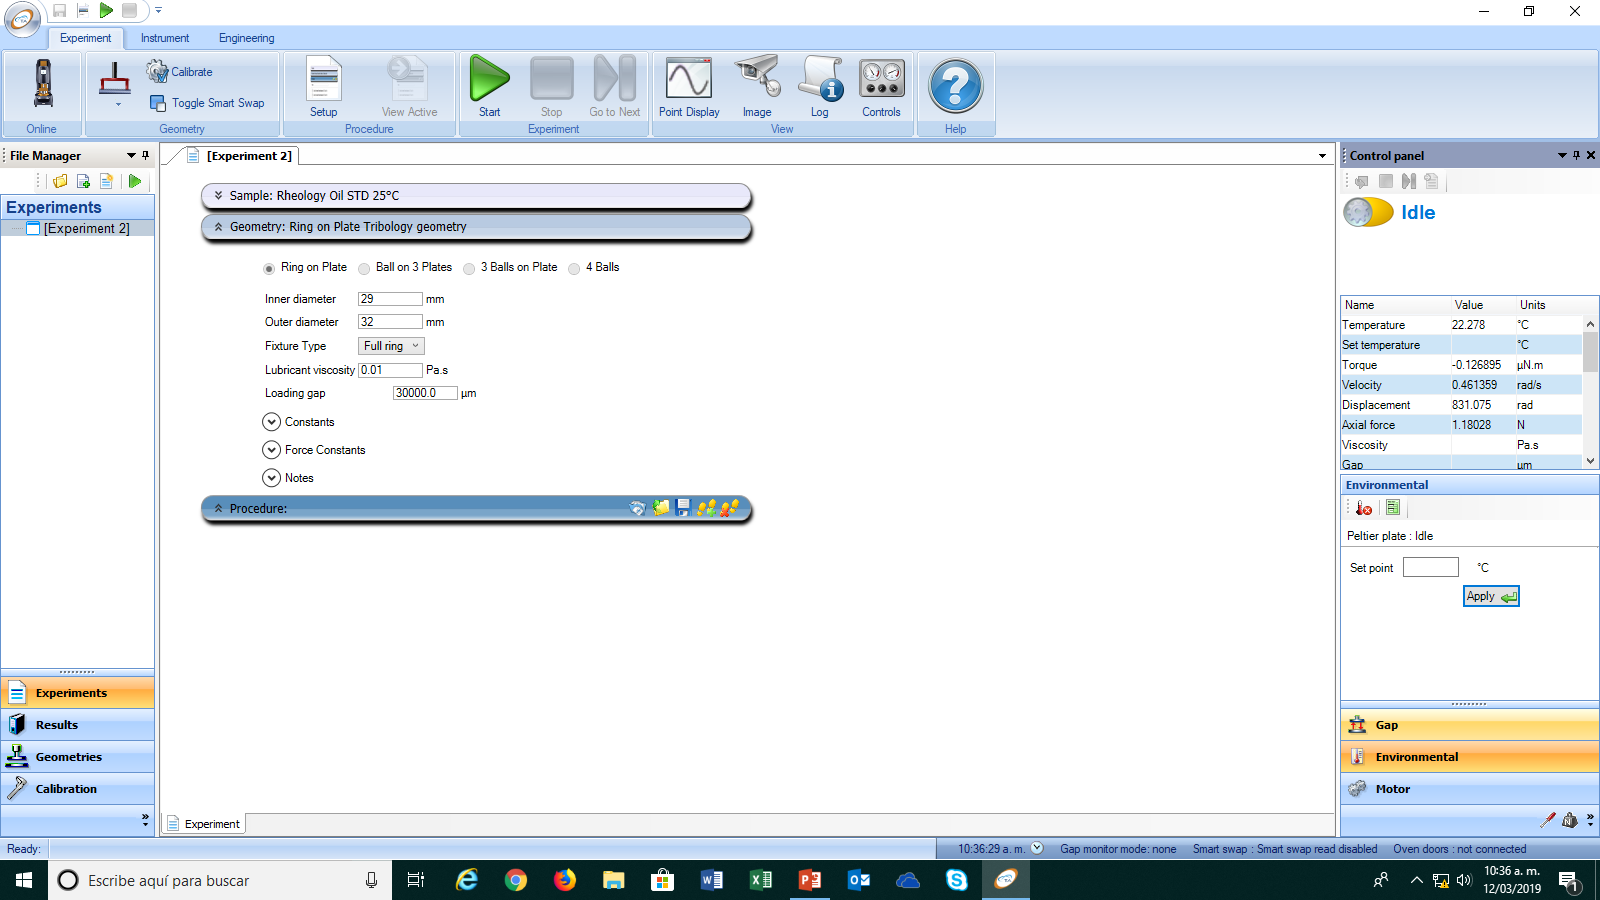 Experiment Instrument Engineering
Calibrate
Toggle Smart Swap
Setup View Active Start Stop Go to Next Point Display Image Log Controls
Online Geometry Procedure Experiment View Help
File Manager
Experiments
[Experiment 2]
Experiments
Results
Geometries
Calibration
[Experiment 2]
Sample: Rheology Oil STD 25°C
Geometry: Ring on Plate Tribology geometry
Ring on Plate Ball on 3 Plates 3 Balls on Plate 4 Balls
Inner diameter 29 mm
Outer diameter 32 mm
Fixture Type Full ring
Lubricant viscosity 0.01 Pa.s
Loading gap 30000.0 µm
Constants
Force Constants
Notes
Procedure:
Experiment
Control panel
Idle
Name Value Units
Temperature 22.278 °C
Set temperature °C
Torque -0.126895 µN.m
Velocity 0.461359 rad/s
Displacement 831.075 rad
Axial force 1.18028 N
Viscosity Pa.s
Gap µm
Environmental
Peltier plate : Idle
Set point °C
Apply
Gap
Environmental
Motor
Ready: 10:36:29 a. m. Gap monitor mode: none Smart swap : Smart swap read disabled Oven doors : not connected
Escribe aquí para buscar
10:36 a. m.
12/03/2019
1